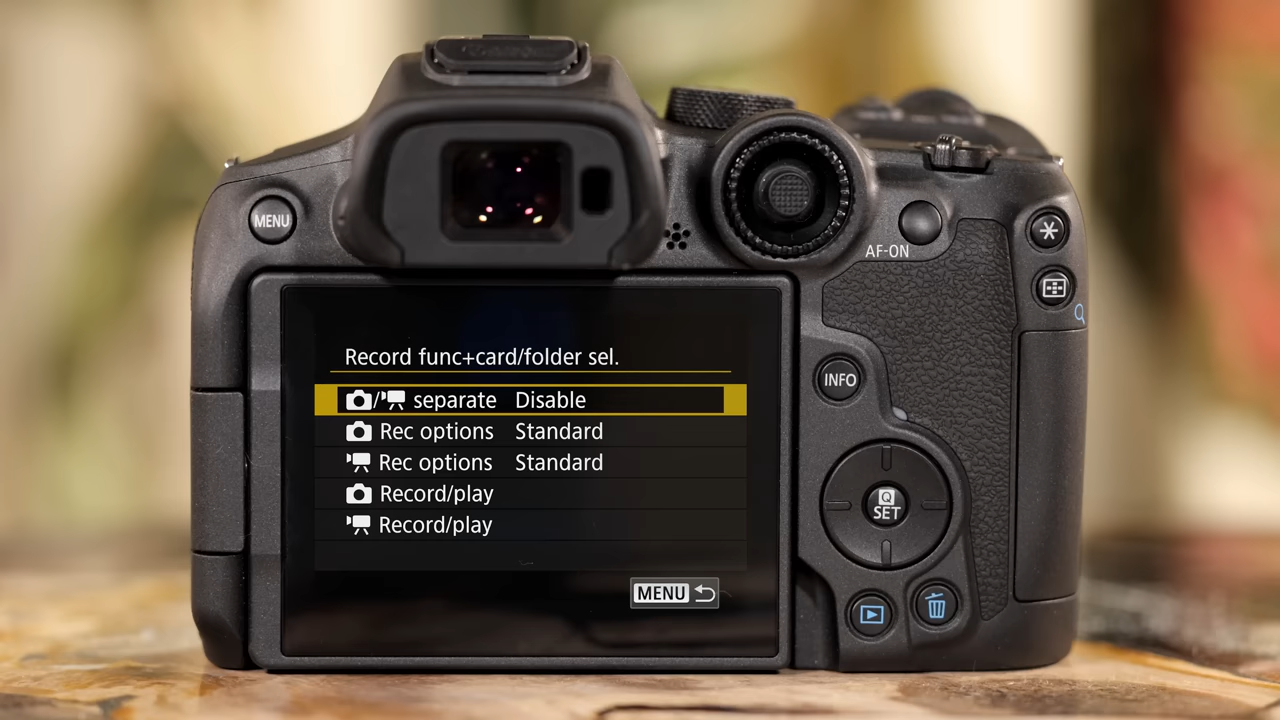 MENU
AF-ON
Record func+card/folder sel.
/ separate Disable
Rec options Standard
Rec options Standard
Record/play
Record/play
MENU
INFO
Q
SET